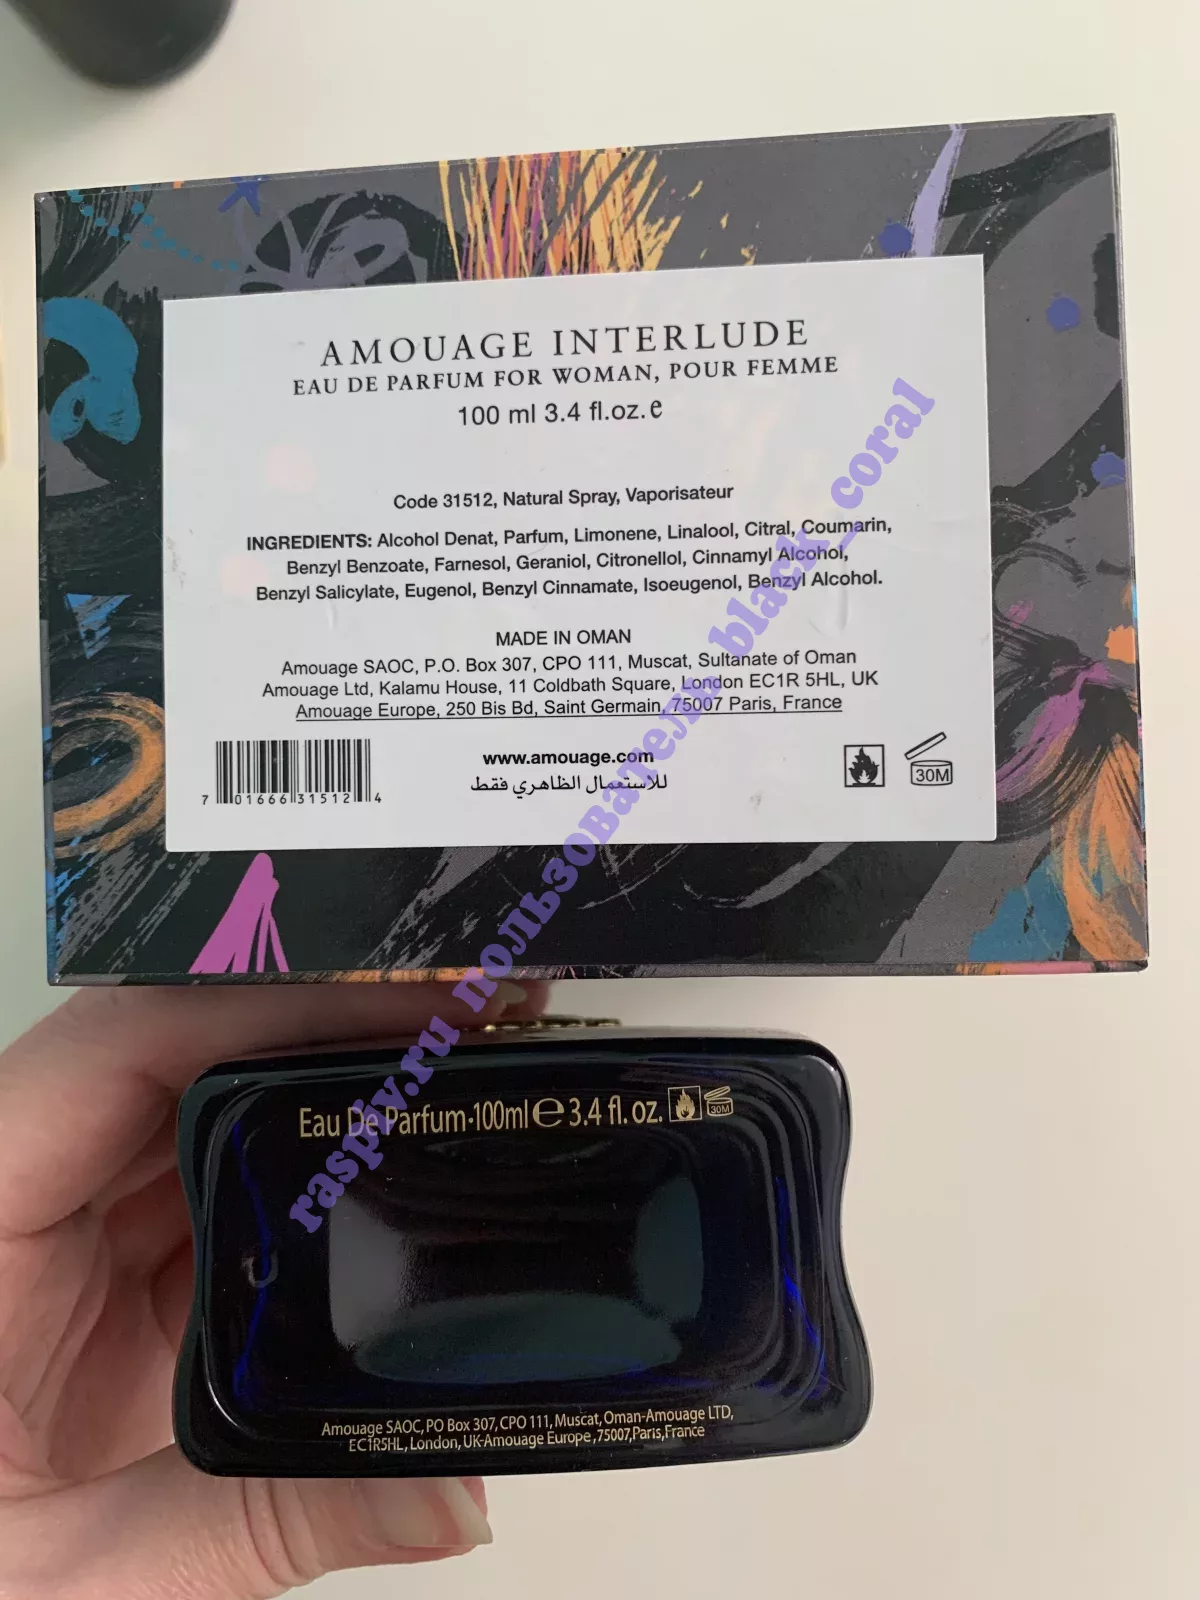 AMOUAGE INTERLUDE
EAU DE PARFUM FOR WOMAN, POUR FEMME
100 ml 3.4 fl.oz. e
Code 31512, Natural Spray, Vaporisateur
INGREDIENTS: Alcohol Denat, Parfum, Limonene, Linalool, Citral, Coumarin,
Benzyl Benzoate, Farnesol, Geraniol, Citronellol, Cinnamyl Alcohol,
Benzyl Salicylate, Eugenol, Benzyl Cinnamate, Isoeugenol, Benzyl Alcohol.
MADE IN OMAN
Amouage SAOC, P.O. Box 307, CPO 111, Muscat, Sultanate of Oman
Amouage Ltd, Kalamu House, 11 Coldbath Square, London EC1R 5HL, UK
Amouage Europe, 250 Bis Bd, Saint Germain, 75007 Paris, France
www.amouage.com
للاستعمال الظاهري فقط
7 01666 31512 4
30M
raspiv.ru пользователь black_coral
Eau De Parfum·100ml e 3.4 fl. oz.
30M
Amouage SAOC, PO Box 307, CPO 111, Muscat, Oman-Amouage LTD,
EC1R5HL, London, UK-Amouage Europe, 75007, Paris, France